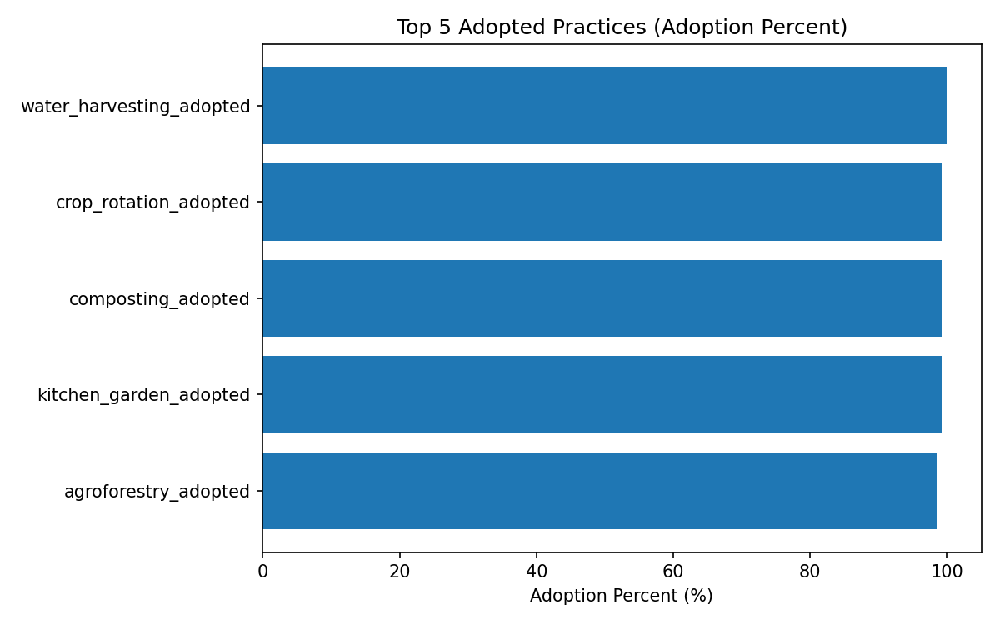 Top 5 Adopted Practices (Adoption Percent)
water_harvesting_adopted
crop_rotation_adopted
composting_adopted
kitchen_garden_adopted
agroforestry_adopted
0 20 40 60 80 100
Adoption Percent (%)